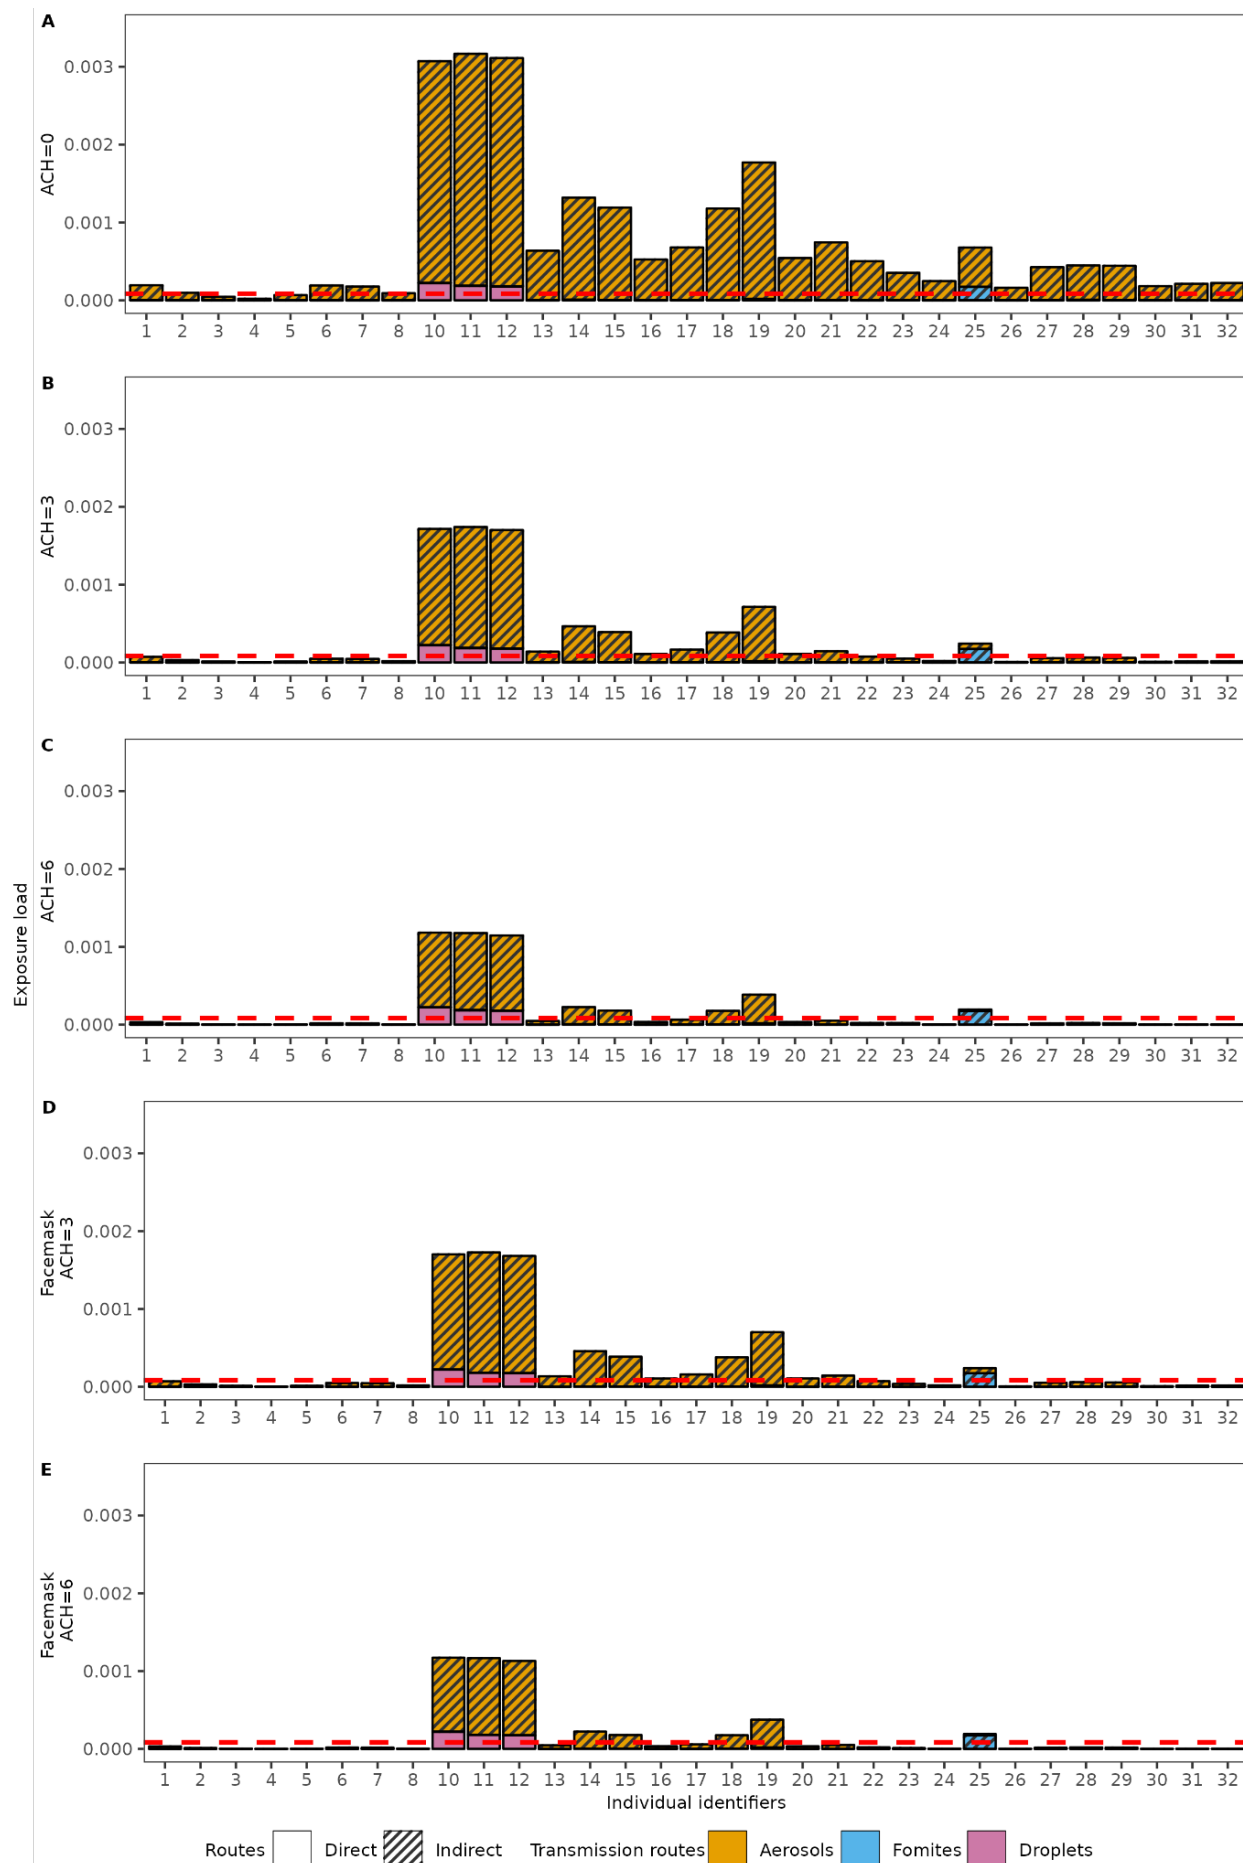 A
ACH=0
0.003
0.002
0.001
0.000
1 2 3 4 5 6 7 8 10 11 12 13 14 15 16 17 18 19 20 21 22 23 24 25 26 27 28 29 30 31 32
B
ACH=3
0.003
0.002
0.001
0.000
1 2 3 4 5 6 7 8 10 11 12 13 14 15 16 17 18 19 20 21 22 23 24 25 26 27 28 29 30 31 32
Exposure load
C
ACH=6
0.003
0.002
0.001
0.000
1 2 3 4 5 6 7 8 10 11 12 13 14 15 16 17 18 19 20 21 22 23 24 25 26 27 28 29 30 31 32
D
Facemask
ACH=3
0.003
0.002
0.001
0.000
1 2 3 4 5 6 7 8 10 11 12 13 14 15 16 17 18 19 20 21 22 23 24 25 26 27 28 29 30 31 32
E
Facemask
ACH=6
0.003
0.002
0.001
0.000
1 2 3 4 5 6 7 8 10 11 12 13 14 15 16 17 18 19 20 21 22 23 24 25 26 27 28 29 30 31 32
Individual identifiers
Routes Direct Indirect Transmission routes Aerosols Fomites Droplets